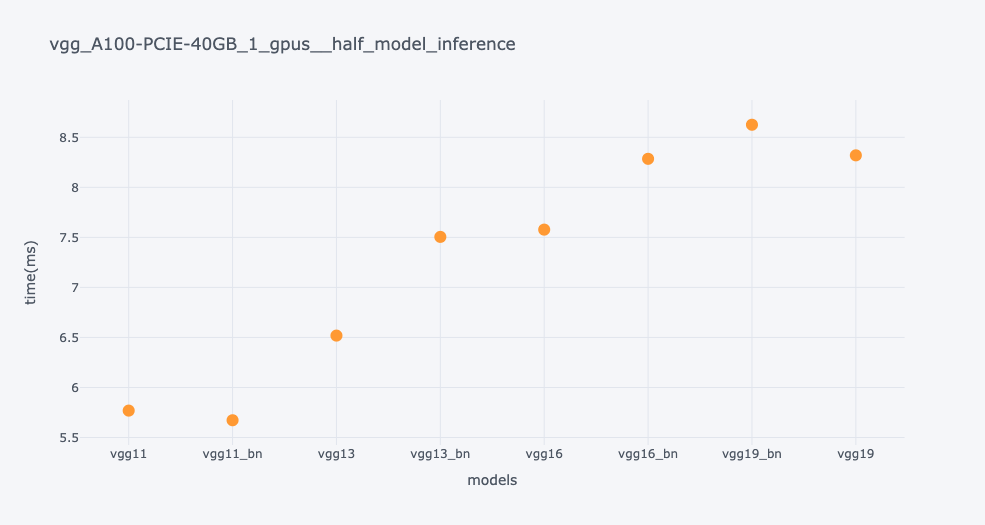 vgg_A100-PCIE-40GB_1_gpus__half_model_inference
8.5
8
7.5
7
6.5
6
5.5
time(ms)
vgg11 vgg11_bn vgg13 vgg13_bn vgg16 vgg16_bn vgg19_bn vgg19
models